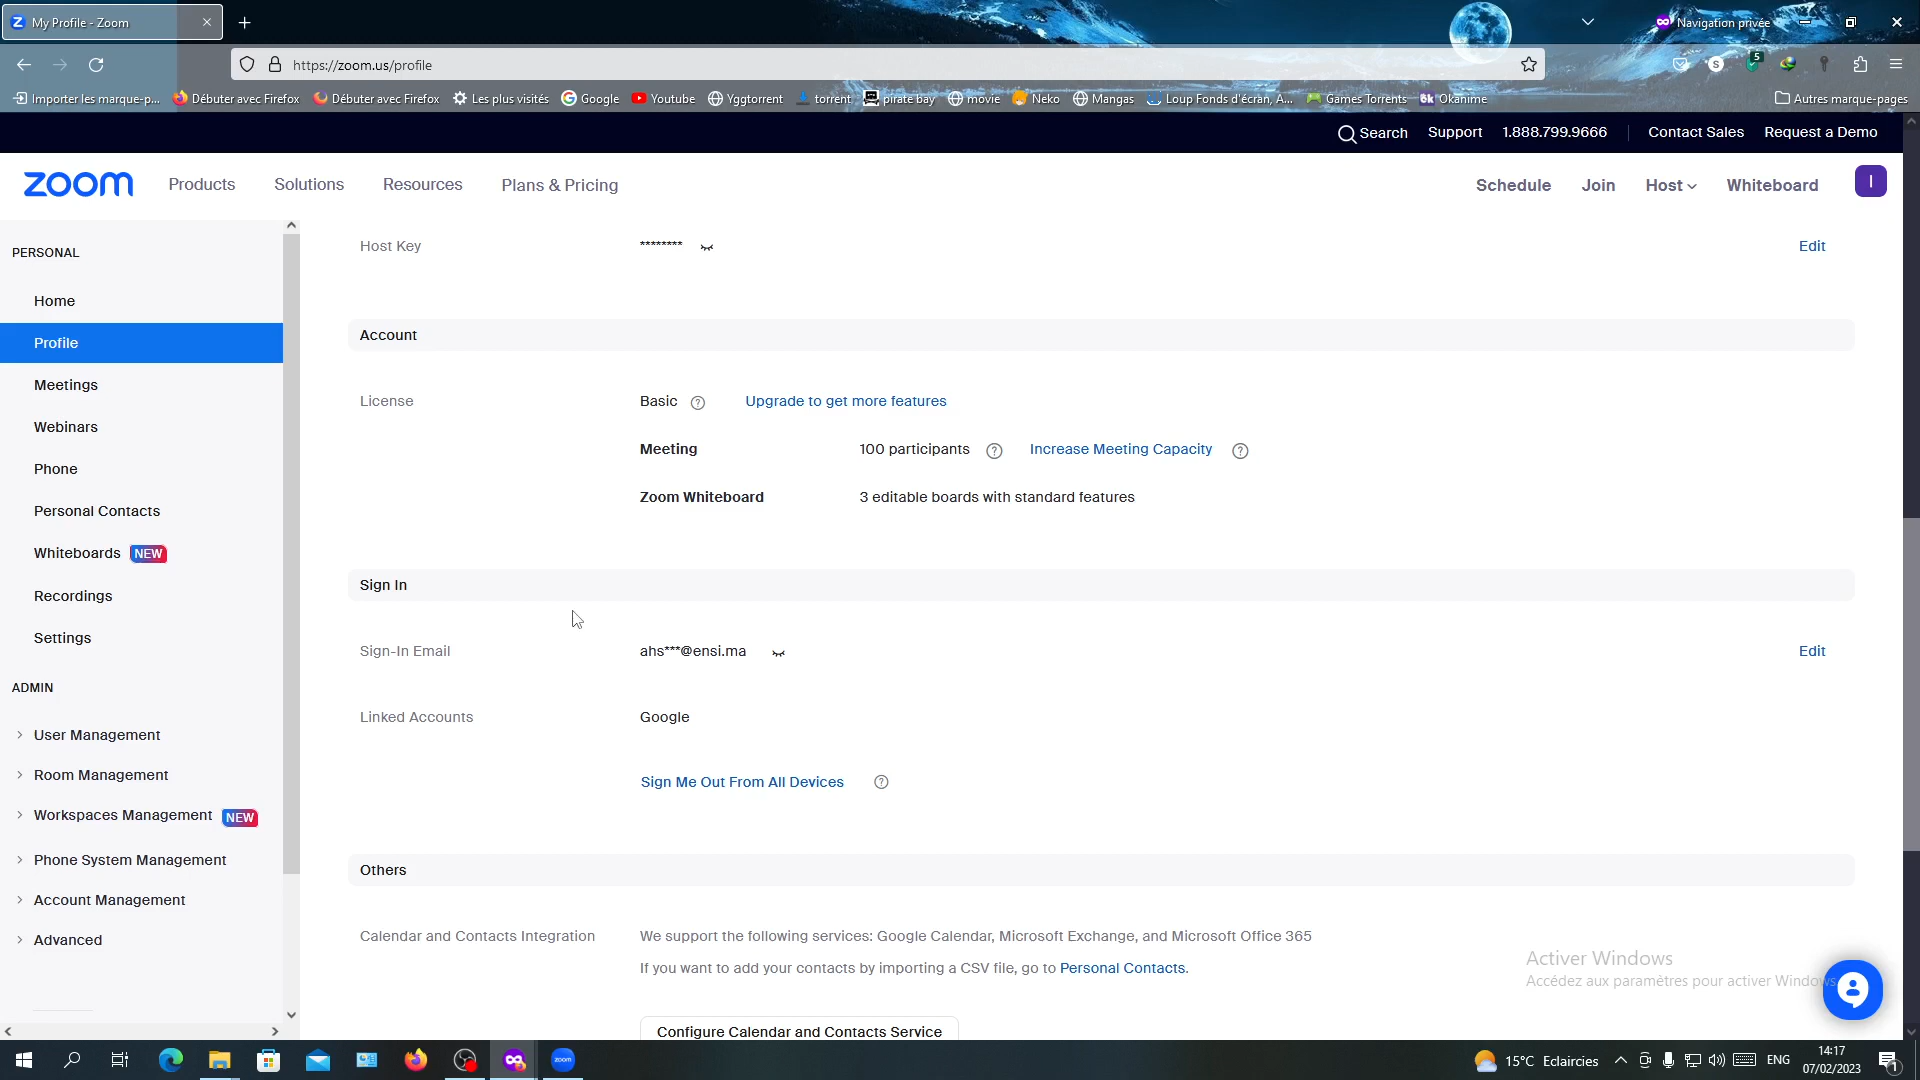 My Profile - Zoom
Navigation privée
https://zoom.us/profile
5
Importer les marque-p...
Débuter avec Firefox
Débuter avec Firefox
Les plus visités
Google
Youtube
Yggtorrent
torrent
pirate bay
movie
Neko
Mangas
Loup Fonds d'écran, A...
Games Torrents
Okanime
Autres marque-pages
Search
Support
1.888.799.9666
Contact Sales
Request a Demo
zoom
Products
Solutions
Resources
Plans & Pricing
Schedule
Join
Host
Whiteboard
I
PERSONAL
Home
Profile
Meetings
Webinars
Phone
Personal Contacts
Whiteboards NEW
Recordings
Settings
ADMIN
User Management
Room Management
Workspaces Management NEW
Phone System Management
Account Management
Advanced
Host Key ******** Edit
Account
License Basic Upgrade to get more features
Meeting 100 participants Increase Meeting Capacity
Zoom Whiteboard 3 editable boards with standard features
Sign In
Sign-In Email ahs***@ensi.ma Edit
Linked Accounts Google
Sign Me Out From All Devices
Others
Calendar and Contacts Integration We support the following services: Google Calendar, Microsoft Exchange, and Microsoft Office 365
If you want to add your contacts by importing a CSV file, go to Personal Contacts.
Configure Calendar and Contacts Service
Activer Windows
Accédez aux paramètres pour activer Windows
zoom
15°C Eclaircies
ENG
14:17
07/02/2023
1